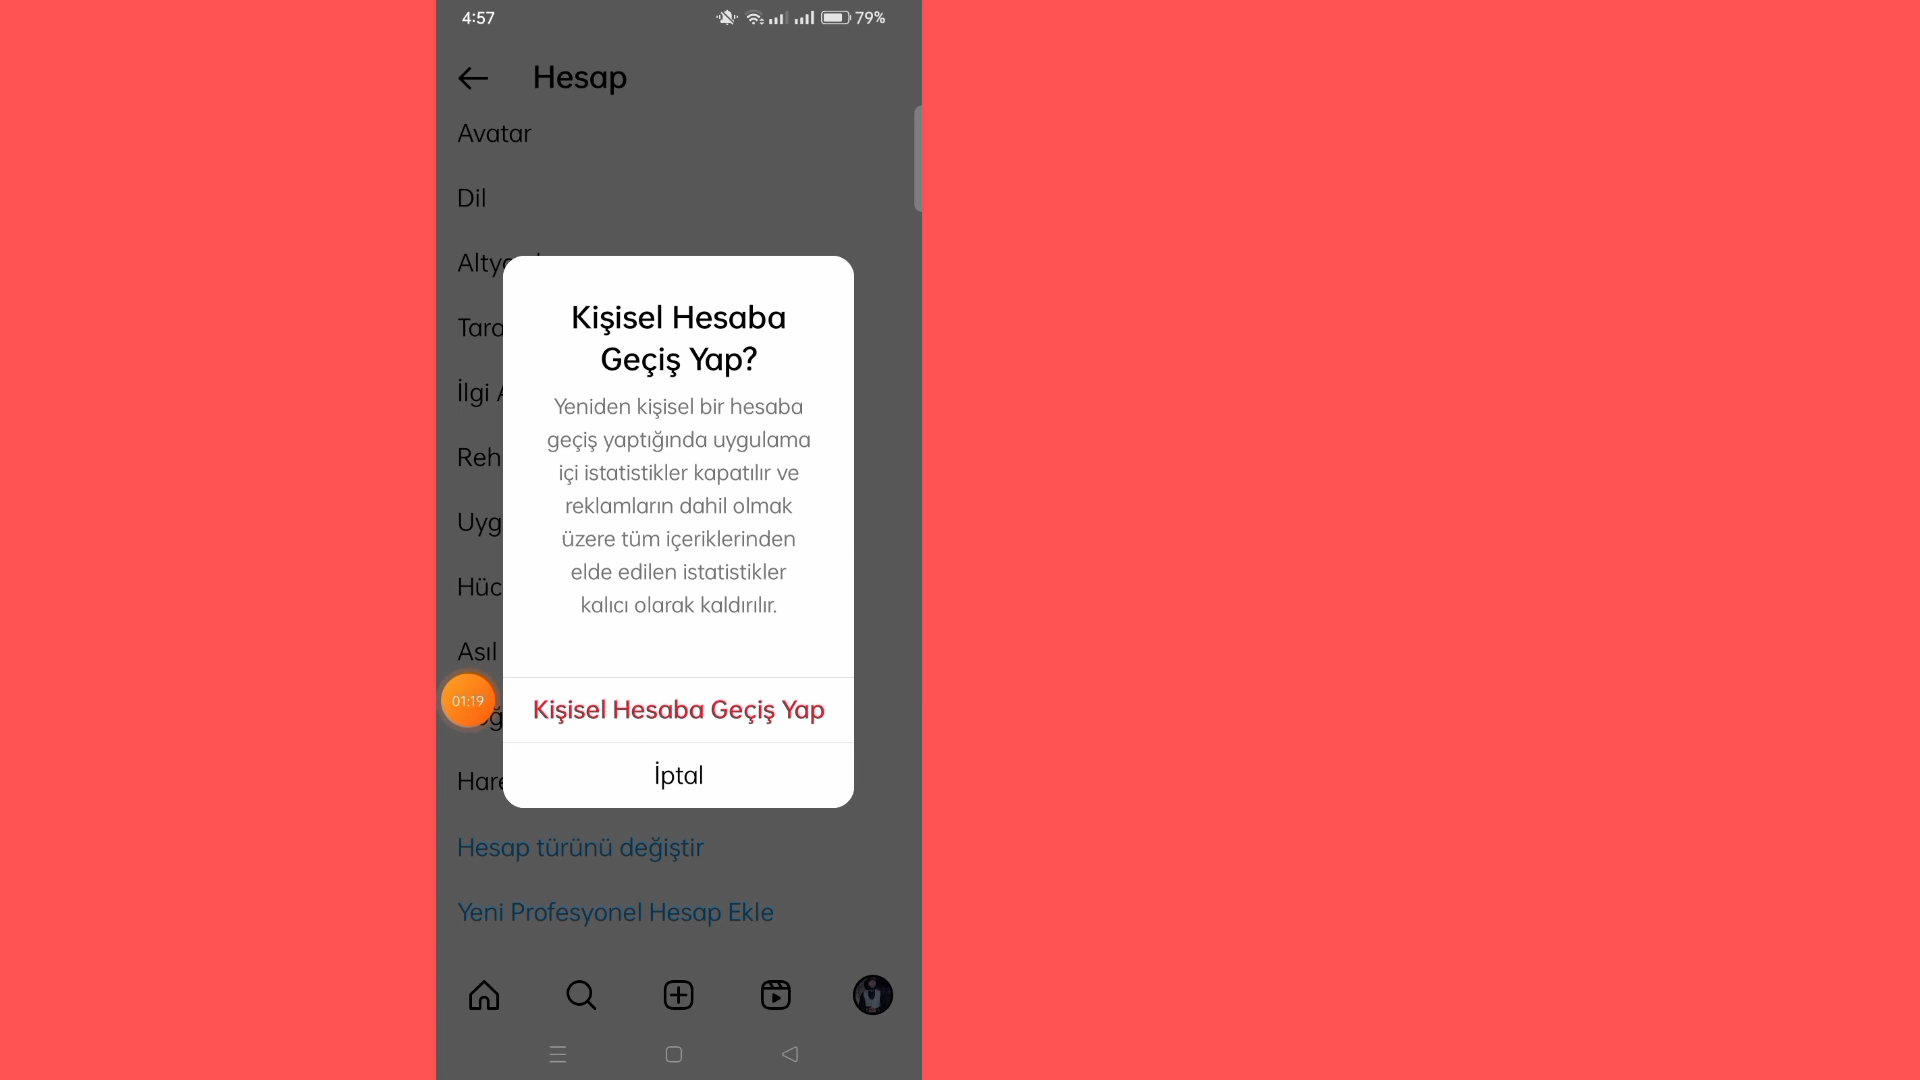 4:57
79%
Hesap
Avatar
Dil
Kişisel Hesaba
Geçiş Yap?
Yeniden kişisel bir hesaba
geçiş yaptığında uygulama
içi istatistikler kapatılır ve
reklamların dahil olmak
üzere tüm içeriklerinden
elde edilen istatistikler
kalıcı olarak kaldırılır.
İlgi
Asıl
01:19
Kişisel Hesaba Geçiş Yap
İptal
Hesap türünü değiştir
Yeni Profesyonel Hesap Ekle